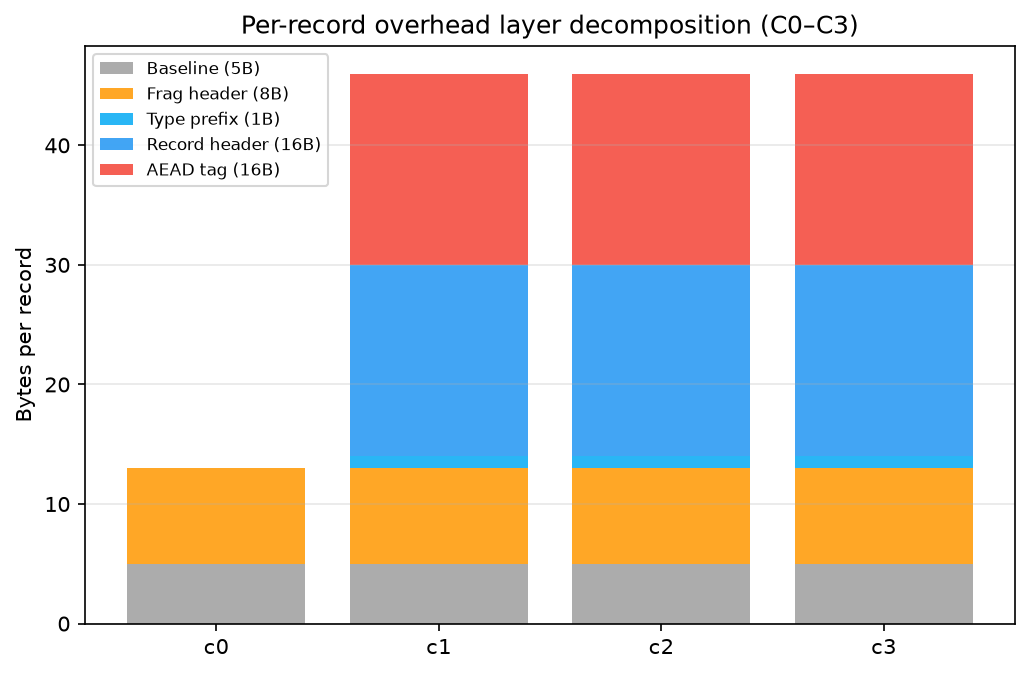 Per-record overhead layer decomposition (C0–C3)
Baseline (5B)
Frag header (8B)
Type prefix (1B)
Record header (16B)
AEAD tag (16B)
Bytes per record
40
30
20
10
0
c0
c1
c2
c3